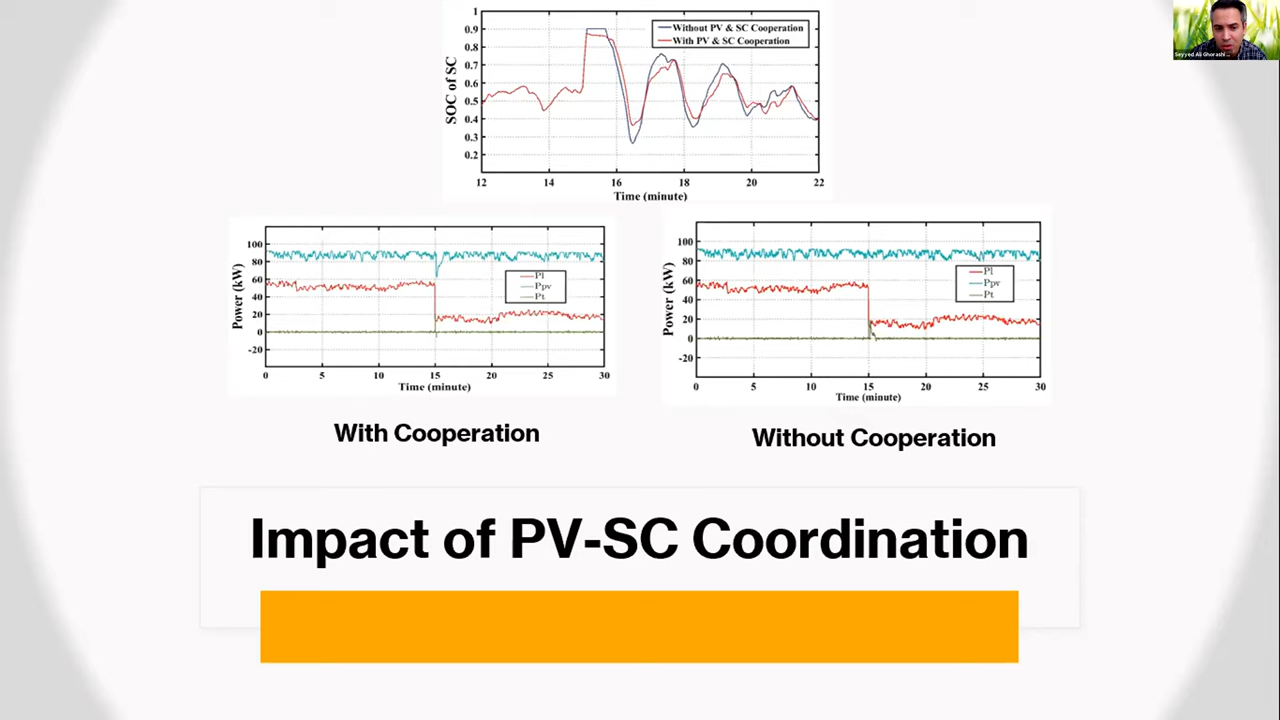 1
0.9
0.8
0.7
0.6
0.5
0.4
0.3
0.2
SOC of SC
Without PV & SC Cooperation
With PV & SC Cooperation
12 14 16 18 20 22
Time (minute)
Seyyed Ali Ghorashi ...
100
80
60
40
20
0
-20
Power (kW)
Pl
Ppv
Pt
0 5 10 15 20 25 30
Time (minute)
With Cooperation
100
80
60
40
20
0
-20
Power (kW)
Pl
Ppv
Pt
0 5 10 15 20 25 30
Time (minute)
Without Cooperation
Impact of PV-SC Coordination